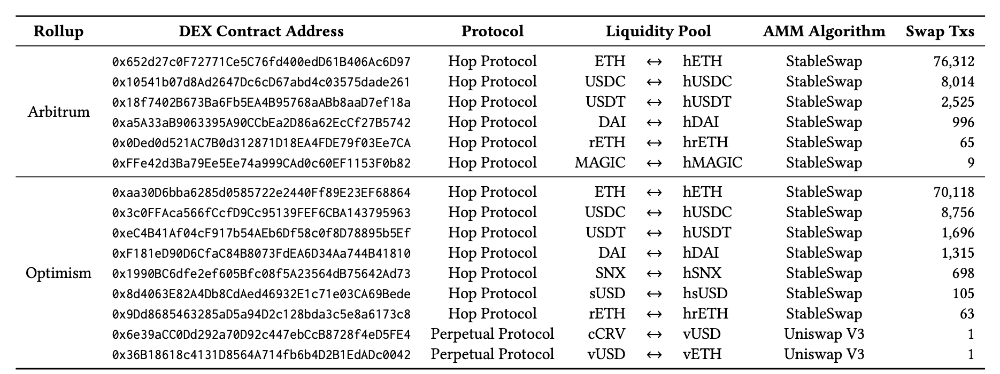 Rollup DEX Contract Address Protocol Liquidity Pool AMM Algorithm Swap Txs
Arbitrum
0x652d27c0F72771Ce5C76fd400edD61B406Ac6D97 Hop Protocol ETH ↔ hETH StableSwap 76,312
0x10541b07d8Ad2647Dc6cD67abd4c03575dade261 Hop Protocol USDC ↔ hUSDC StableSwap 8,014
0x18f7402B673Ba6Fb5EA4B95768aABb8aaD7ef18a Hop Protocol USDT ↔ hUSDT StableSwap 2,525
0xa5A33aB9063395A90CCbEa2D86a62EcCf27B5742 Hop Protocol DAI ↔ hDAI StableSwap 996
0x0Ded0d521AC7B0d312871D18EA4FDE79f03Ee7CA Hop Protocol rETH ↔ hrETH StableSwap 65
0xFFe42d3Ba79Ee5Ee74a999CAd0c60EF1153F0b82 Hop Protocol MAGIC ↔ hMAGIC StableSwap 9
Optimism
0xaa30D6bba6285d0585722e2440Ff89E23EF68864 Hop Protocol ETH ↔ hETH StableSwap 70,118
0x3c0FFAca566fCcfD9Cc95139FEF6CBA143795963 Hop Protocol USDC ↔ hUSDC StableSwap 8,756
0xeC4B41Af04cF917b54AEb6Df58c0f8D78895b5Ef Hop Protocol USDT ↔ hUSDT StableSwap 1,696
0xF181eD90D6CfaC84B8073FdEA6D34Aa744B41810 Hop Protocol DAI ↔ hDAI StableSwap 1,315
0x1990BC6dfe2ef605Bfc08f5A23564dB75642Ad73 Hop Protocol SNX ↔ hSNX StableSwap 698
0x8d4063E82A4Db8CdAed46932E1c71e03CA69Bede Hop Protocol sUSD ↔ hsUSD StableSwap 105
0x9Dd8685463285aD5a94D2c128bda3c5e8a6173c8 Hop Protocol rETH ↔ hrETH StableSwap 63
0x6e39aCC0Dd292a70D92c447ebCcB8728f4eD5FE4 Perpetual Protocol cCRV ↔ vUSD Uniswap V3 1
0x36B18618c4131D8564A714fb6b4D2B1EdADc0042 Perpetual Protocol vUSD ↔ vETH Uniswap V3 1